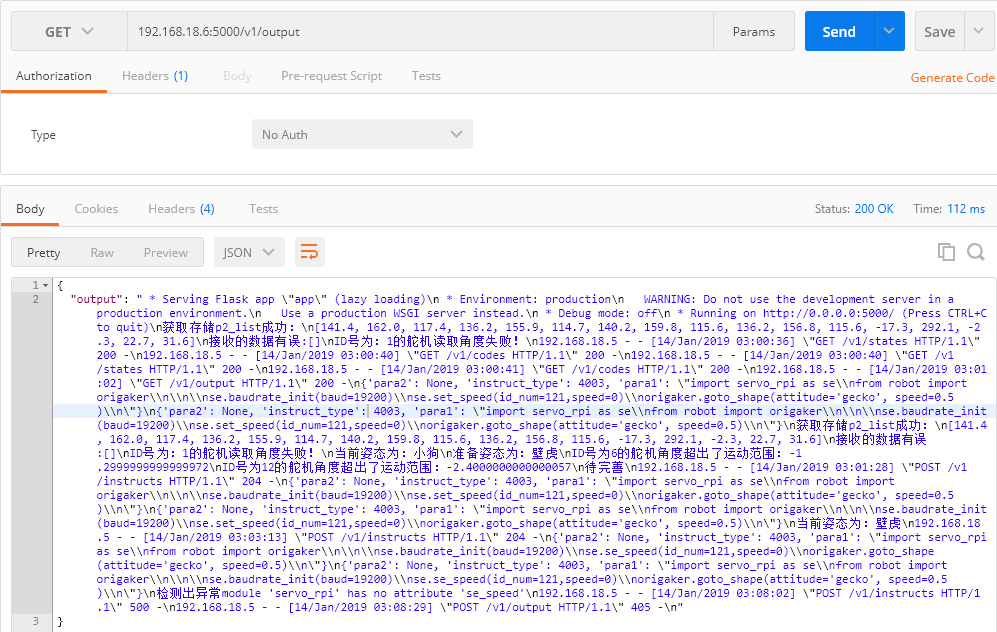 GET 192.168.18.6:5000/v1/output Params Send Save
Authorization Headers (1) Body Pre-request Script Tests Generate Code
Type No Auth
Body Cookies Headers (4) Tests Status: 200 OK Time: 112 ms
Pretty Raw Preview JSON
1 {
2 "output": " * Serving Flask app \"app\" (lazy loading)\n * Environment: production\n   WARNING: Do not use the development server in a
production environment.\n   Use a production WSGI server instead.\n * Debug mode: off\n * Running on http://0.0.0.0:5000/ (Press CTRL+C
to quit)\n获取存储p2_list成功: \n[141.4, 162.0, 117.4, 136.2, 155.9, 114.7, 140.2, 159.8, 115.6, 136.2, 156.8, 115.6, -17.3, 292.1, -2
.3, 22.7, 31.6]\n接收的数据有误:[]\nID号为: 1的舵机读取角度失败! \n192.168.18.5 - - [14/Jan/2019 03:00:36] \"GET /v1/states HTTP/1.1\"
200 -\n192.168.18.5 - - [14/Jan/2019 03:00:40] \"GET /v1/codes HTTP/1.1\" 200 -\n192.168.18.5 - - [14/Jan/2019 03:00:40] \"GET /v1
/states HTTP/1.1\" 200 -\n192.168.18.5 - - [14/Jan/2019 03:00:41] \"GET /v1/codes HTTP/1.1\" 200 -\n192.168.18.5 - - [14/Jan/2019 03:01
:02] \"GET /v1/output HTTP/1.1\" 200 -\n{'para2': None, 'instruct_type': 4003, 'para1': \"import servo_rpi as se\\nfrom robot import
origaker\\n\\n\\nse.baudrate_init(baud=19200)\\nse.set_speed(id_num=121,speed=0)\\norigaker.goto_shape(attitude='gecko', speed=0.5
)\\n\"}\n{'para2': None, 'instruct_type': 4003, 'para1': \"import servo_rpi as se\\nfrom robot import origaker\\n\\n\\nse.baudrate_init
(baud=19200)\\nse.set_speed(id_num=121,speed=0)\\norigaker.goto_shape(attitude='gecko', speed=0.5)\\n\"}\n获取存储p2_list成功: \n[141.4
, 162.0, 117.4, 136.2, 155.9, 114.7, 140.2, 159.8, 115.6, 136.2, 156.8, 115.6, -17.3, 292.1, -2.3, 22.7, 31.6]\n接收的数据有误
:[]\nID号为: 1的舵机读取角度失败! \n当前姿态为: 小狗\n准备姿态为: 壁虎\nID号为6的舵机角度超出了运动范围: -1
.2999999999999972\nID号为12的舵机角度超出了运动范围: -2.4000000000000057\n待完善\n192.168.18.5 - - [14/Jan/2019 03:01:28] \"POST /v1
/instructs HTTP/1.1\" 204 -\n{'para2': None, 'instruct_type': 4003, 'para1': \"import servo_rpi as se\\nfrom robot import
origaker\\n\\n\\nse.baudrate_init(baud=19200)\\nse.set_speed(id_num=121,speed=0)\\norigaker.goto_shape(attitude='gecko', speed=0.5
)\\n\"}\n{'para2': None, 'instruct_type': 4003, 'para1': \"import servo_rpi as se\\nfrom robot import origaker\\n\\n\\nse.baudrate_init
(baud=19200)\\nse.set_speed(id_num=121,speed=0)\\norigaker.goto_shape(attitude='gecko', speed=0.5)\\n\"}\n当前姿态为: 壁虎\n192.168.18
.5 - - [14/Jan/2019 03:03:13] \"POST /v1/instructs HTTP/1.1\" 204 -\n{'para2': None, 'instruct_type': 4003, 'para1': \"import servo_rpi
as se\\nfrom robot import origaker\\n\\n\\nse.baudrate_init(baud=19200)\\nse.se_speed(id_num=121,speed=0)\\norigaker.goto_shape
(attitude='gecko', speed=0.5)\\n\"}\n{'para2': None, 'instruct_type': 4003, 'para1': \"import servo_rpi as se\\nfrom robot import
origaker\\n\\n\\nse.baudrate_init(baud=19200)\\nse.se_speed(id_num=121,speed=0)\\norigaker.goto_shape(attitude='gecko', speed=0.5
)\\n\"}\n检测出异常module 'servo_rpi' has no attribute 'se_speed'\n192.168.18.5 - - [14/Jan/2019 03:08:02] \"POST /v1/instructs HTTP/1
.1\" 500 -\n192.168.18.5 - - [14/Jan/2019 03:08:29] \"POST /v1/output HTTP/1.1\" 405 -\n"
3 }